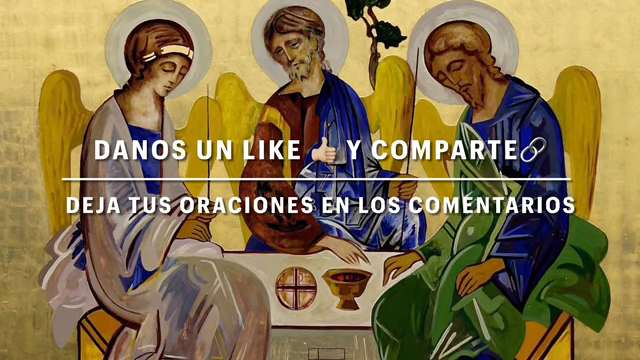 DANOS UN LIKE 👍🏻 Y COMPARTE🔗
DEJA TUS ORACIONES EN LOS COMENTARIOS